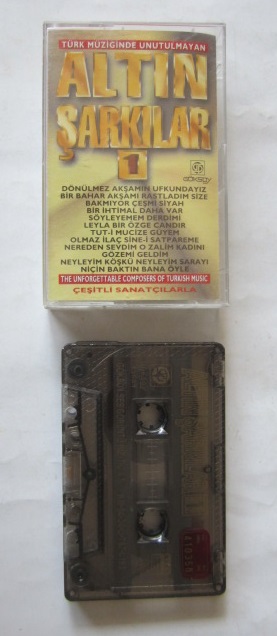 TÜRK MÜZİĞİNDE UNUTULMAYAN
ALTIN
ŞARKILAR
1
GÖKSOY
DÖNÜLMEZ AKŞAMIN UFKUNDAYIZ
BİR BAHAR AKŞAMI RASTLADIM SİZE
BAKMIYOR ÇEŞMİ SİYAH
BİR İHTİMAL DAHA VAR
SÖYLEYEMEM DERDİMİ
LEYLA BİR ÖZGE CANDIR
TUT-İ MUCİZE GÜYEM
OLMAZ İLAÇ SİNE-İ SATPAREME
NEREDEN SEVDİM O ZALİM KADINI
GÖZEMİ GELDİM
NEYLEYİM KÖŞKÜ NEYLEYİM SARAYI
NİÇİN BAKTIN BANA ÖYLE
THE UNFORGETTABLE COMPOSERS OF TURKISH MUSIC
ÇEŞİTLİ SANATÇILARLA